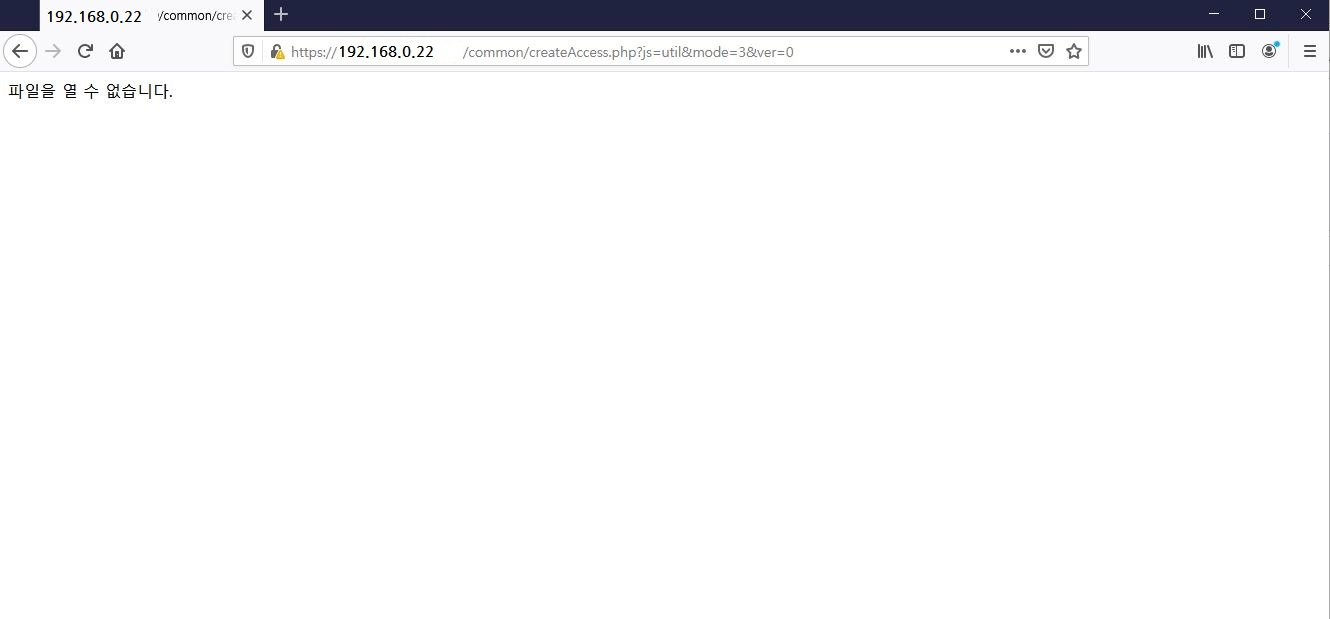 192.168.0.22 /common/crea
https://192.168.0.22 /common/createAccess.php?js=util&mode=3&ver=0
파일을 열 수 없습니다.